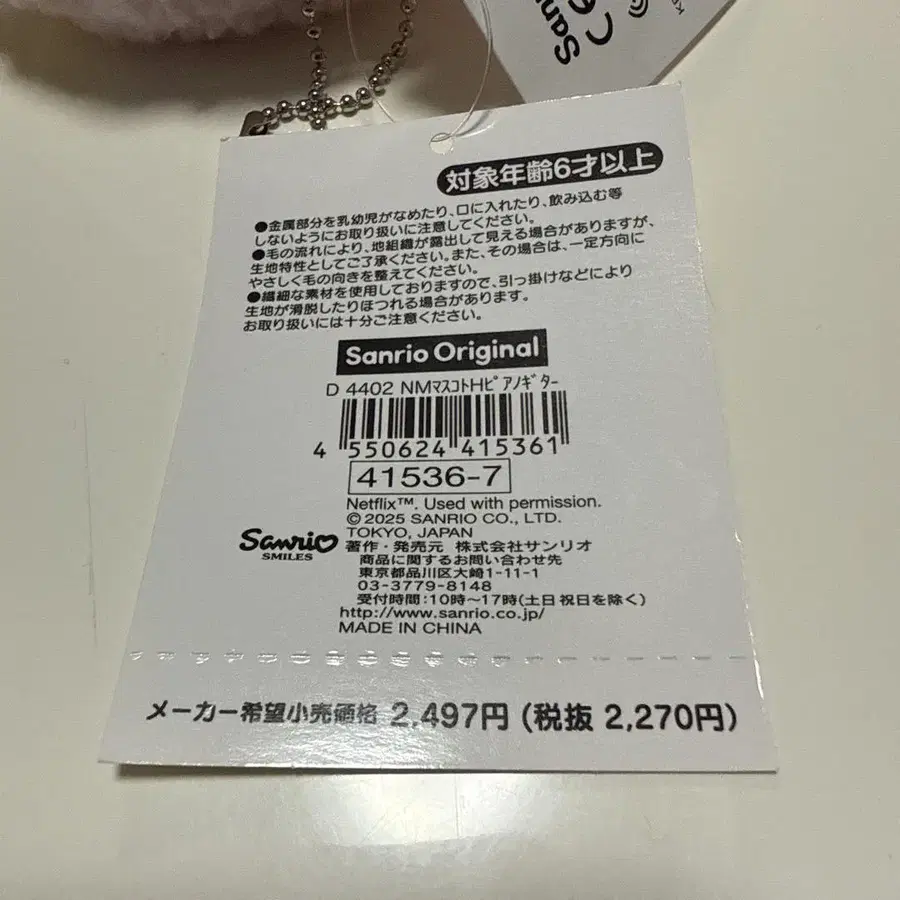 San
対象年齢6才以上
●金属部分を乳幼児がなめたり、口に入れたり、飲み込む等
しないようにお取り扱いに注意してください。
●毛の流れにより、地組織が露出して見える場合がありますが、
生地特性としてご了承ください。また、その場合は、一定方向に
やさしく毛の向きを整えてください。
●繊細な素材を使用しておりますので、引っ掛けなどにより
生地が滑脱したりほつれる場合があります。
お取り扱いには十分ご注意ください。
Sanrio Original
D 4402 NMマスコトHピアノギター
4 550624 415361
41536-7
Netflix™. Used with permission.
© 2025 SANRIO CO., LTD.
TOKYO, JAPAN
Sanrio
SMILES
著作・発売元 株式会社サンリオ
商品に関するお問い合わせ先
東京都品川区大崎1-11-1
03-3779-8148
受付時間:10時~17時(土日祝日を除く)
http://www.sanrio.co.jp/
MADE IN CHINA
メーカー希望小売価格 2,497円 (税抜 2,270円)